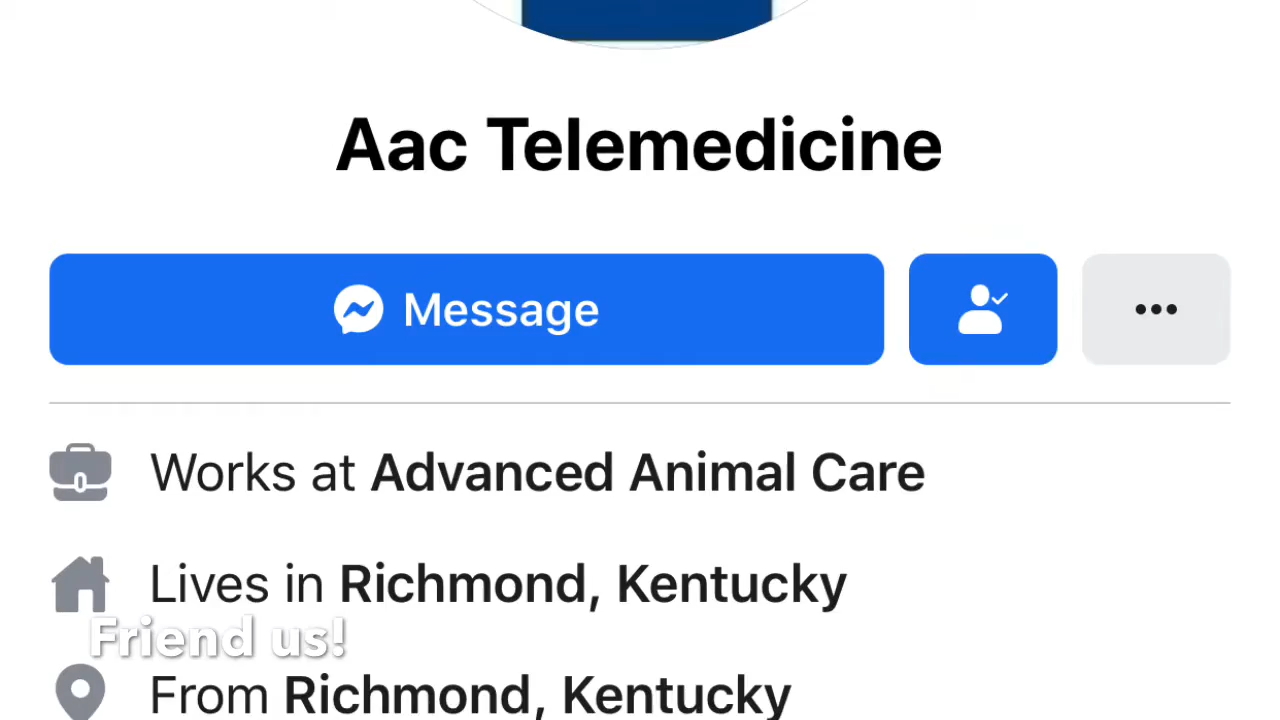 Aac Telemedicine
Message
Works at Advanced Animal Care
Lives in Richmond, Kentucky
Friend us!
From Richmond, Kentucky